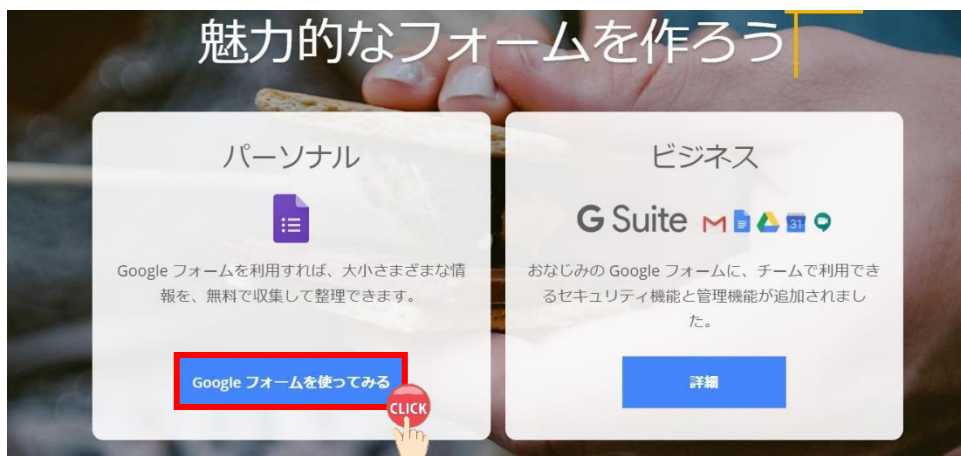 魅力的なフォームを作ろう
パーソナル
Google フォームを利用すれば、大小さまざまな情
報を、無料で収集して整理できます。
Google フォームを使ってみる
CLICK
ビジネス
G Suite
31
おなじみの Google フォームに、チームで利用でき
るセキュリティ機能と管理機能が追加されまし
た。
詳細